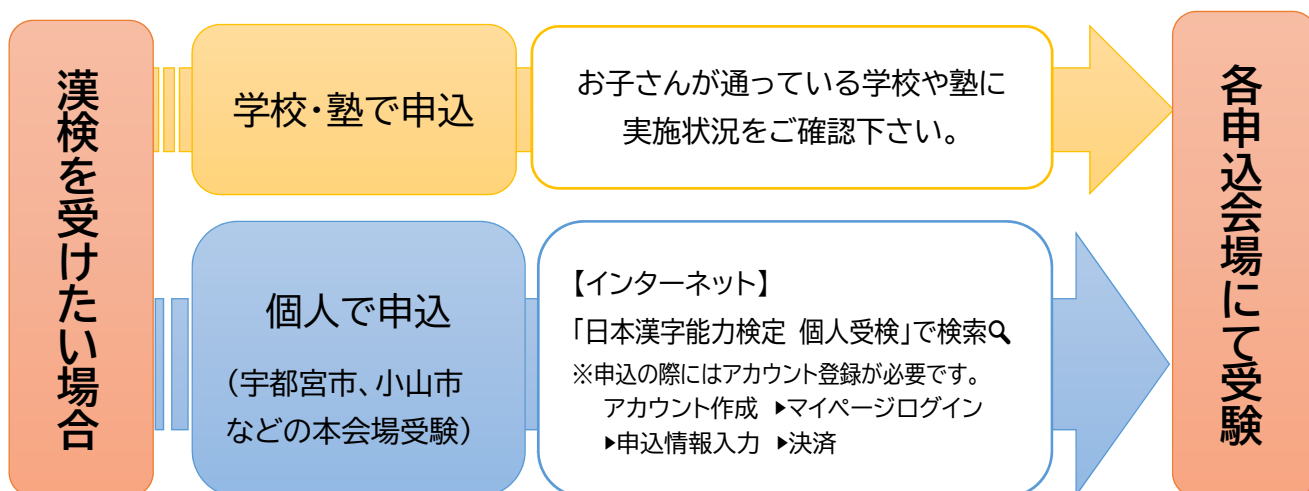 漢検を受けたい場合
学校・塾で申込
お子さんが通っている学校や塾に
実施状況をご確認下さい。
個人で申込
（宇都宮市、小山市
などの本会場受験）
【インターネット】
「日本漢字能力検定 個人受検」で検索🔍
※申込の際にはアカウント登録が必要です。
アカウント作成 ▶マイページログイン
▶申込情報入力 ▶決済
各申込会場にて受験